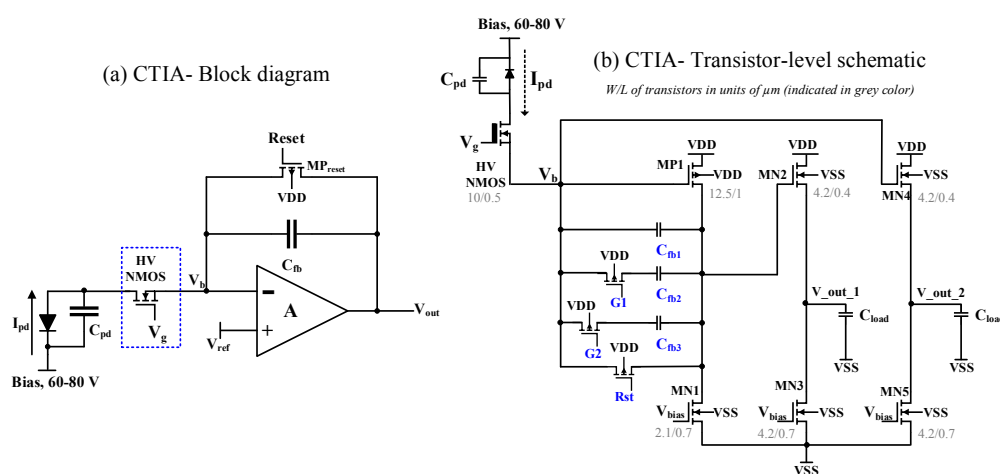 (a) CTIA- Block diagram
Reset
MPreset
VDD
Cfb
HV
NMOS
Vb
Vg
Ipd
Cpd
A
Vref
Vout
Bias, 60-80 V
Bias, 60-80 V
(b) CTIA- Transistor-level schematic
W/L of transistors in units of µm (indicated in grey color)
Cpd
Ipd
Vg
HV
NMOS
10/0.5
Vb
VDD
MP1
VDD
12.5/1
VDD
MN2
VSS
4.2/0.4
VDD
VSS
MN4
4.2/0.4
Cfb1
VDD
G1
Cfb2
VDD
G2
Cfb3
VDD
Rst
V_out_1
Cload
VSS
V_out_2
Cload
VSS
MN1
Vbias
VSS
2.1/0.7
MN3
Vbias
VSS
4.2/0.7
MN5
Vbias
VSS
4.2/0.7
VSS